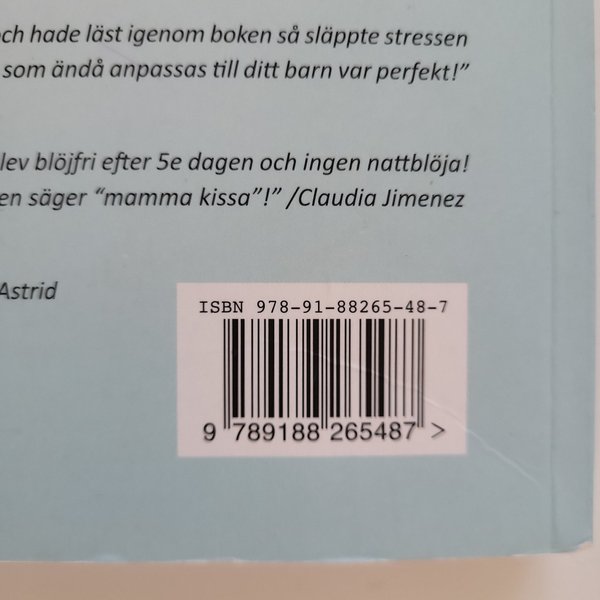 och hade läst igenom boken så släppte stressen
som ändå anpassas till ditt barn var perfekt!”
lev blöjfri efter 5e dagen och ingen nattblöja!
en säger “mamma kissa”!” /Claudia Jimenez
Astrid
ISBN 978-91-88265-48-7
9 789188 265487 >